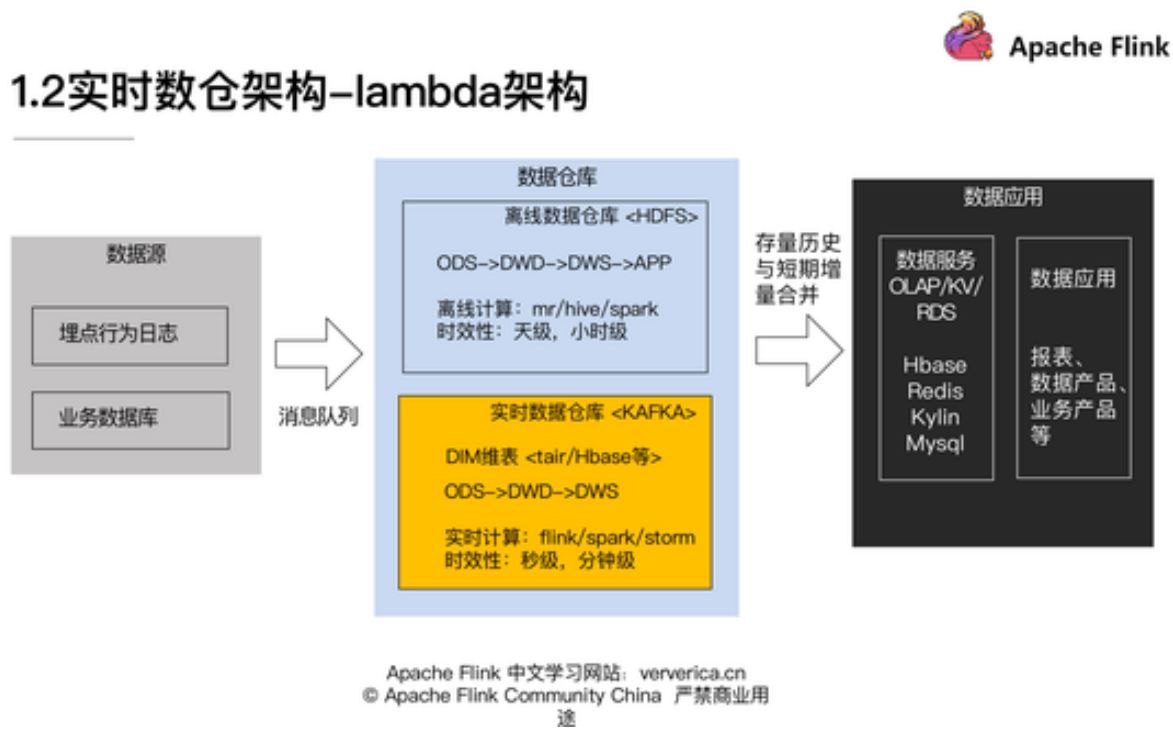 Apache Flink
1.2实时数仓架构–lambda架构
数据源
埋点行为日志
业务数据库
消息队列
数据仓库
离线数据仓库 <HDFS>
ODS–>DWD–>DWS–>APP
离线计算：mr/hive/spark
时效性：天级，小时级
实时数据仓库 <KAFKA>
DIM维表 <tair/Hbase等>
ODS–>DWD–>DWS
实时计算：flink/spark/storm
时效性：秒级，分钟级
存量历史
与短期增
量合并
数据应用
数据服务
OLAP/KV/
RDS
Hbase
Redis
Kylin
Mysql
数据应用
报表、
数据产品、
业务产品
等
Apache Flink 中文学习网站：ververica.cn
© Apache Flink Community China 严禁商业用
途